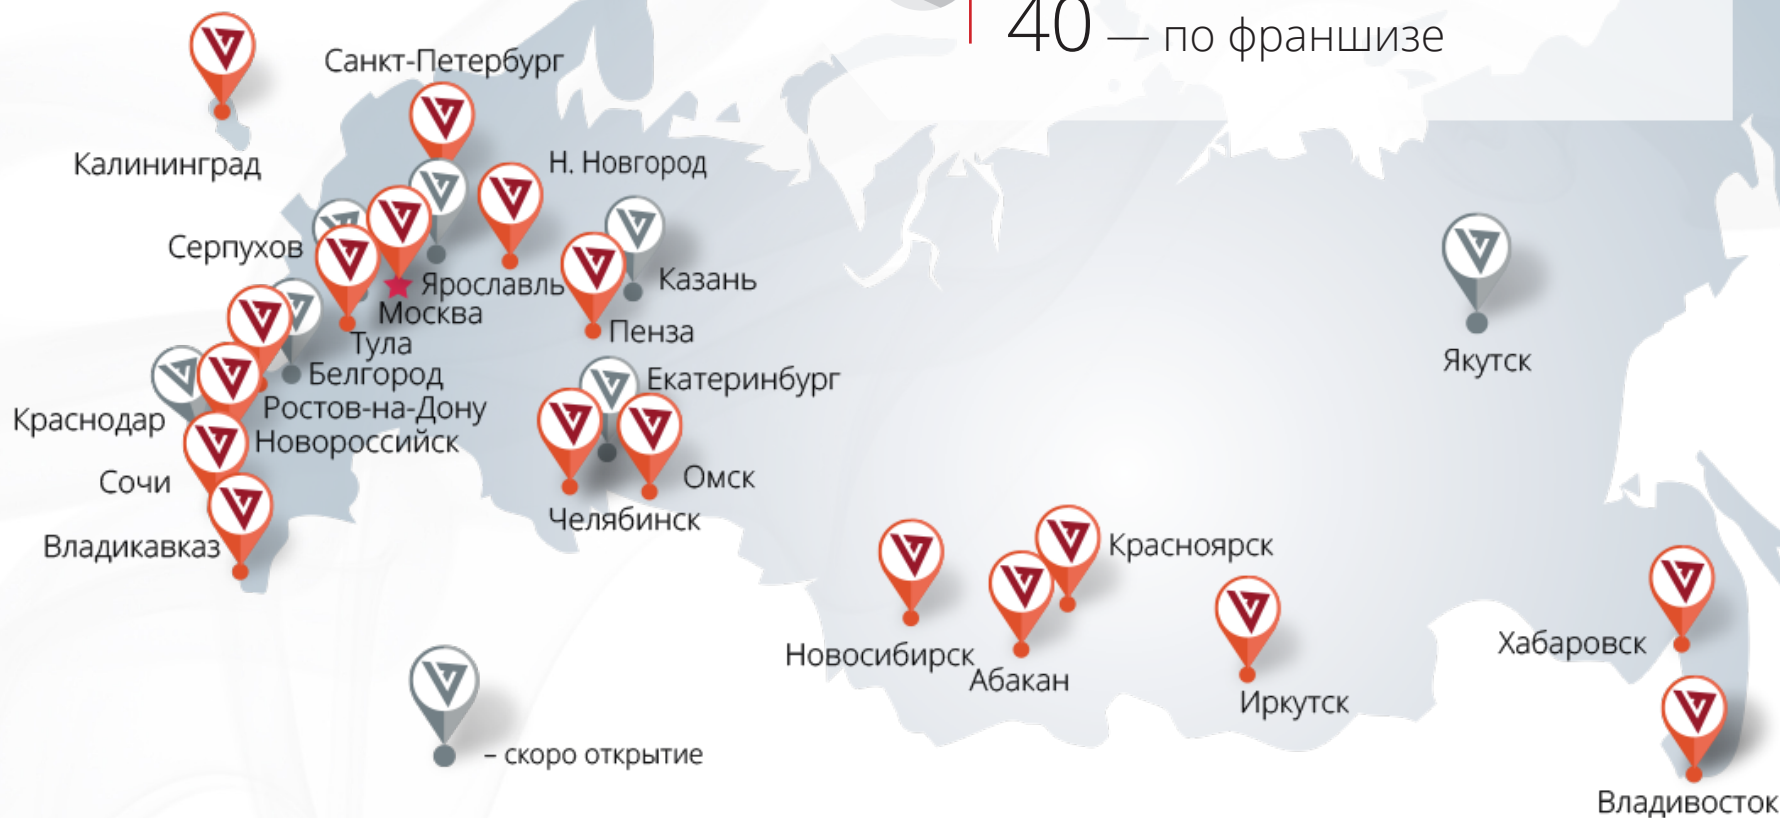 40 — по франшизе
Санкт-Петербург
Калининград
Н. Новгород
Серпухов
Ярославль
Казань
Москва
Пенза
Тула
Якутск
Белгород
Екатеринбург
Ростов-на-Дону
Краснодар
Новороссийск
Омск
Сочи
Челябинск
Владикавказ
Красноярск
Хабаровск
Новосибирск
Абакан
Иркутск
– скоро открытие
Владивосток